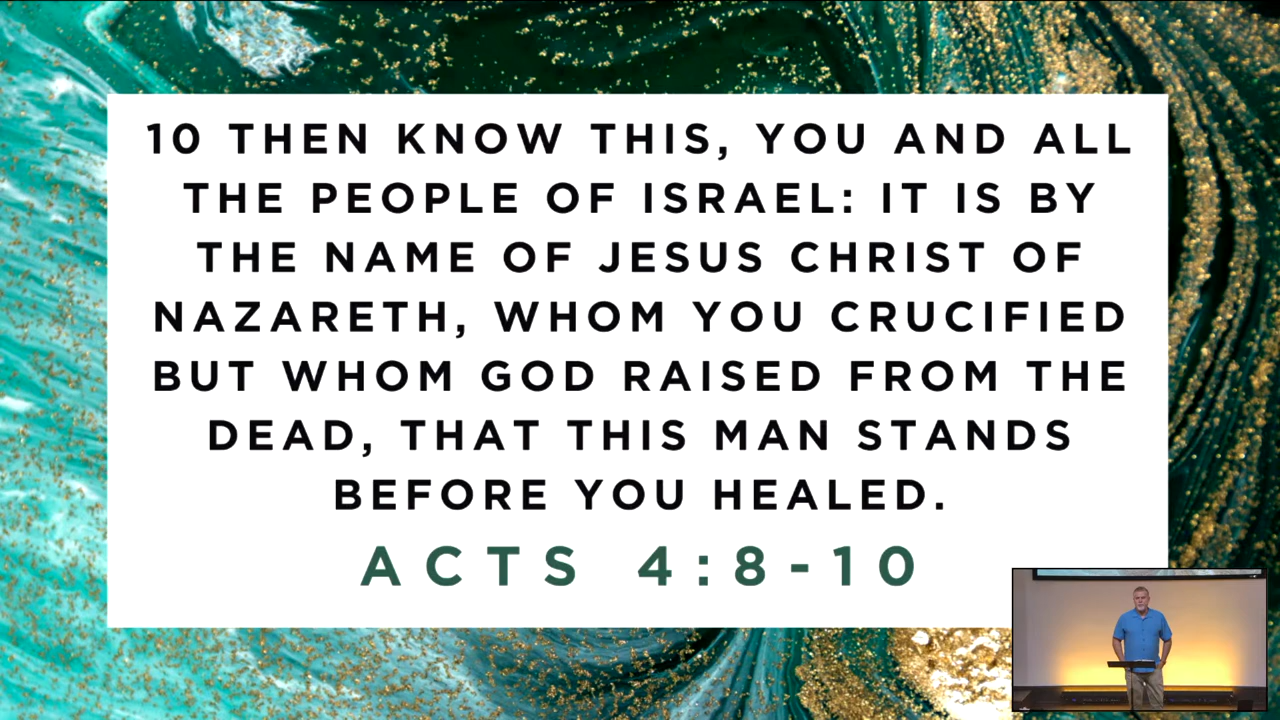 10 THEN KNOW THIS, YOU AND ALL
THE PEOPLE OF ISRAEL: IT IS BY
THE NAME OF JESUS CHRIST OF
NAZARETH, WHOM YOU CRUCIFIED
BUT WHOM GOD RAISED FROM THE
DEAD, THAT THIS MAN STANDS
BEFORE YOU HEALED.
ACTS 4:8-10